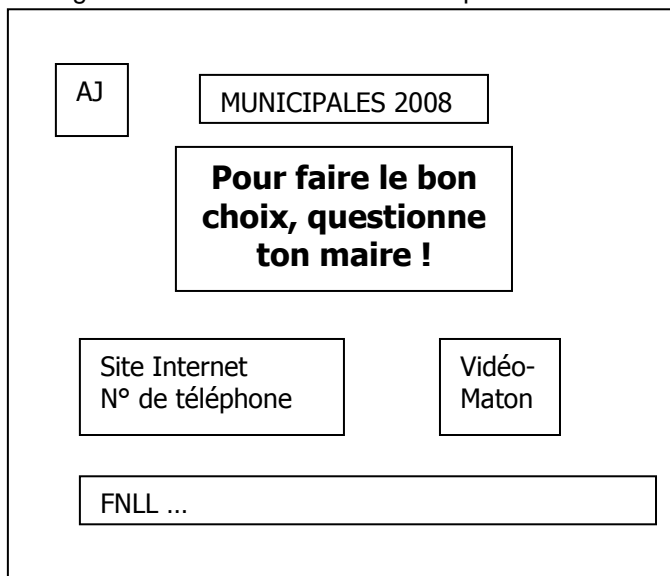 AJ
MUNICIPALES 2008
Pour faire le bon
choix, questionne
ton maire !
Site Internet
N° de téléphone
Vidéo-
Maton
FNLL ...